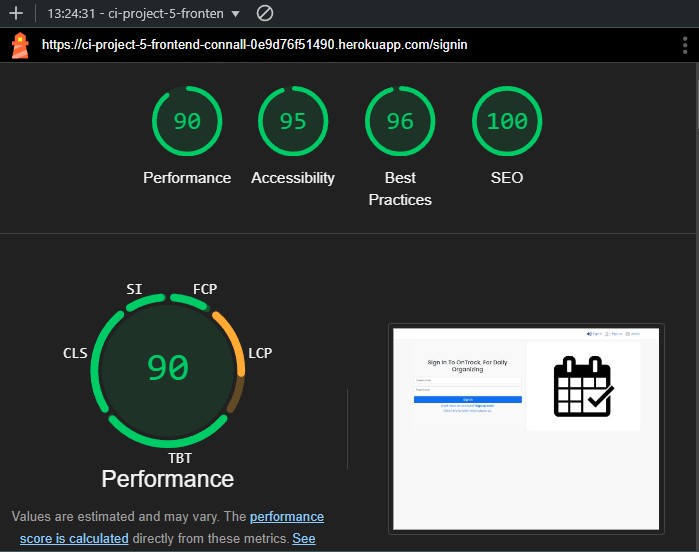 13:24:31 - ci-project-5-fronten
https://ci-project-5-frontend-connall-0e9d76f51490.herokuapp.com/signin
90 95 96 100
Performance Accessibility Best Practices SEO
SI FCP
CLS LCP
90
TBT
Performance
Values are estimated and may vary. The performance
score is calculated directly from these metrics. See
Sign In To OnTrack, For Daily
Organizing